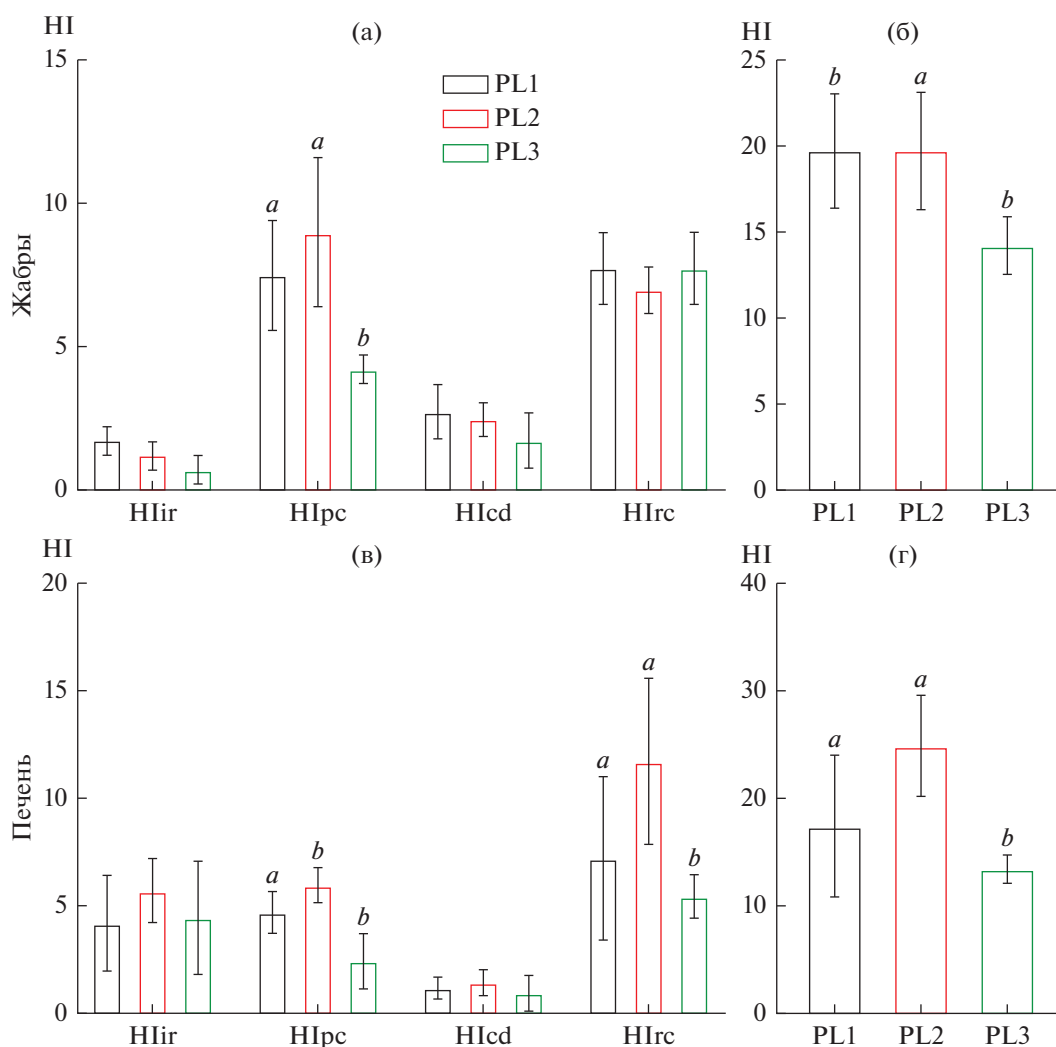 HI (а)
15
10
5
0
Жабры
PL1
PL2
PL3
a a b
HIir HIpc HIcd HIrc
HI (б)
25
20
15
10
5
0
b a b
PL1 PL2 PL3
HI (в)
20
15
10
5
0
Печень
a b b
a a b
HIir HIpc HIcd HIrc
HI (г)
40
30
20
10
0
a a b
PL1 PL2 PL3